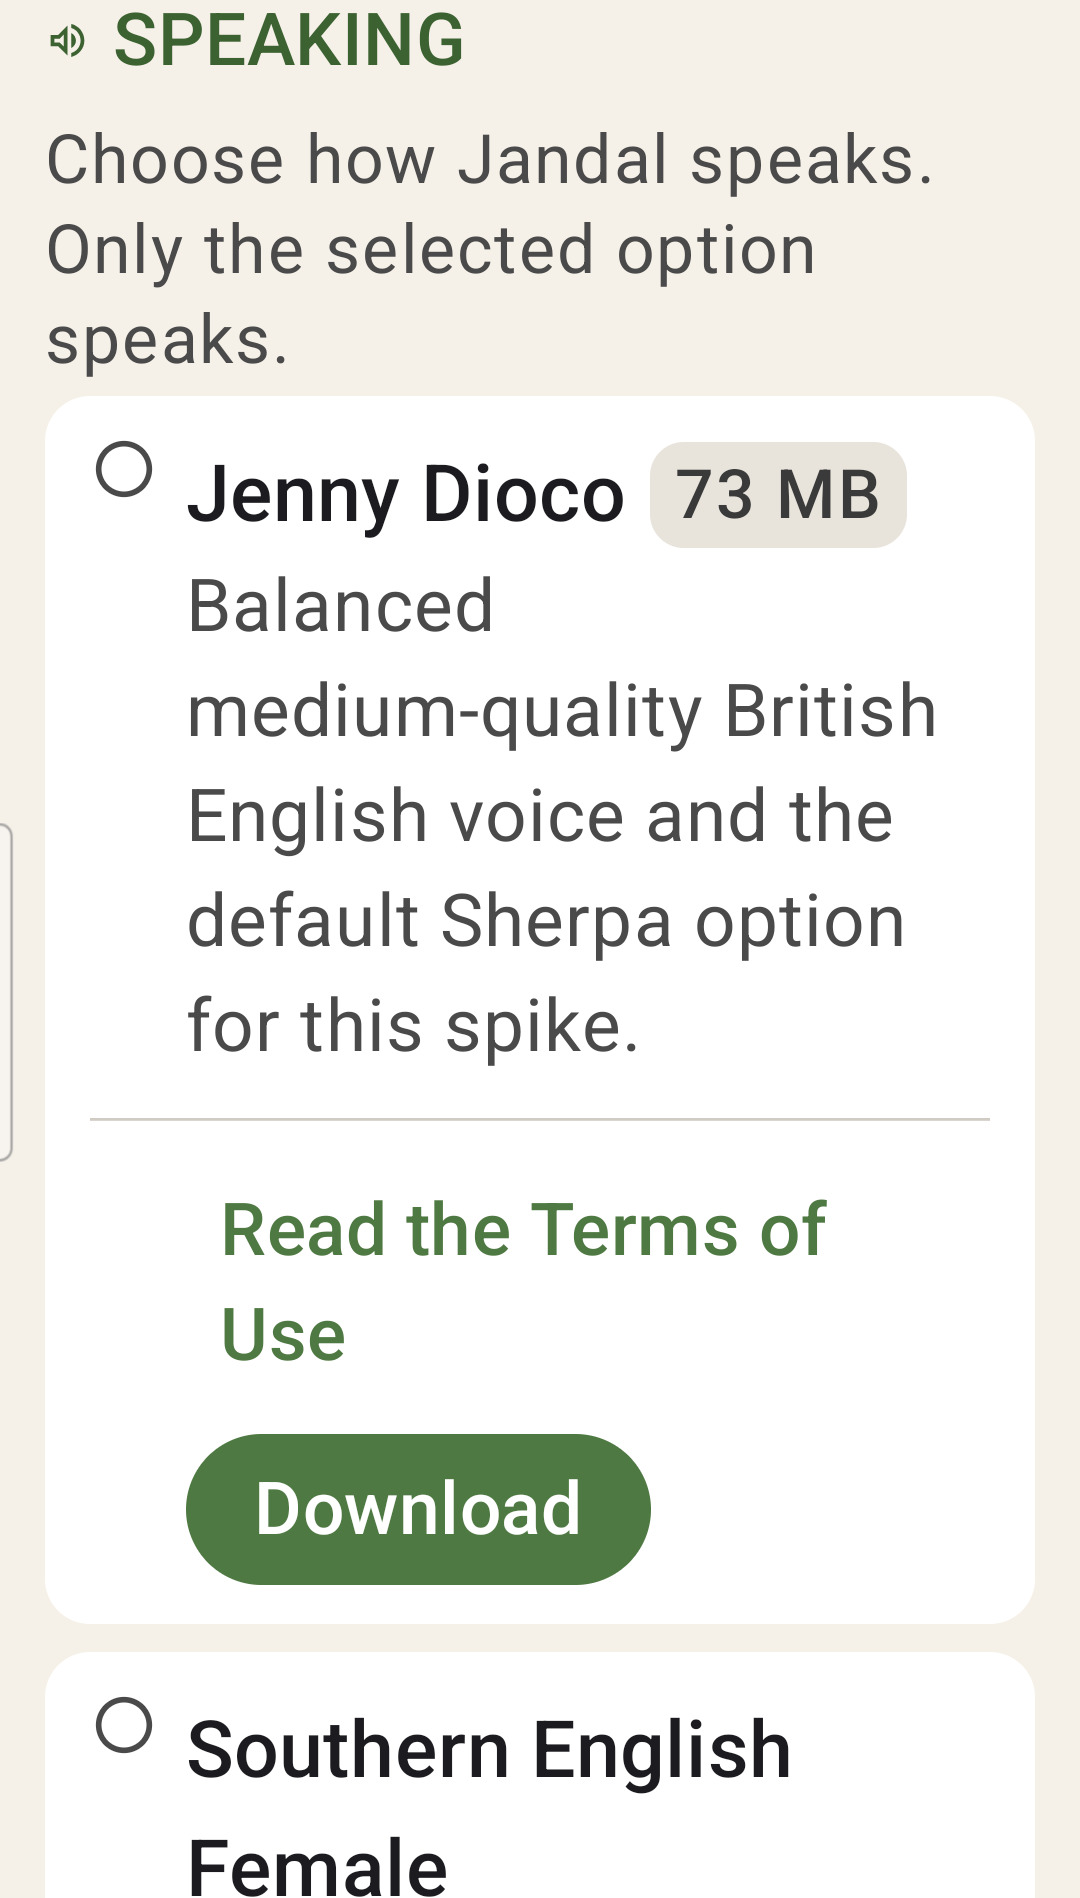 SPEAKING
Choose how Jandal speaks.
Only the selected option
speaks.
Jenny Dioco 73 MB
Balanced
medium-quality British
English voice and the
default Sherpa option
for this spike.
Read the Terms of
Use
Download
Southern English
Female